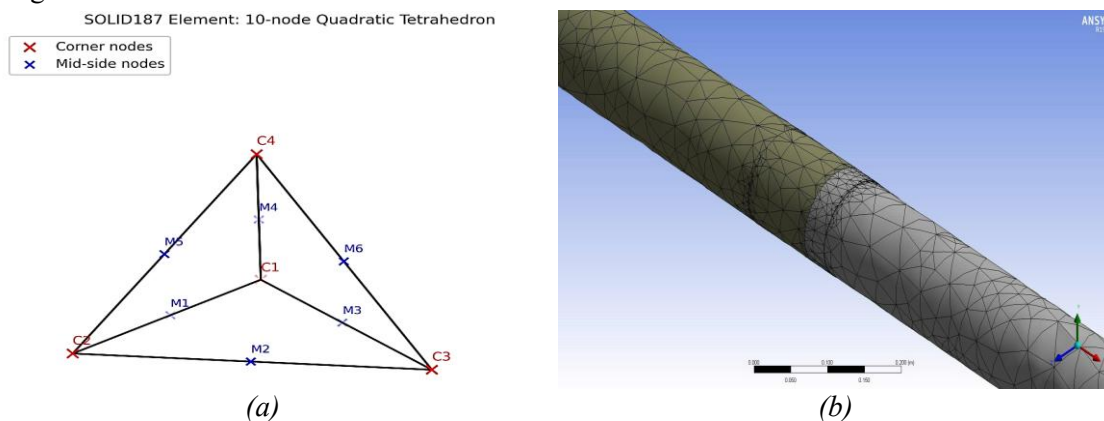 SOLID187 Element: 10-node Quadratic Tetrahedron
Corner nodes
Mid-side nodes
C4
M4
M5
M6
C1
M1
M3
C2
M2
C3
(a)
ANSY
0.000
0.100
0.200 (m)
0.050
0.150
(b)